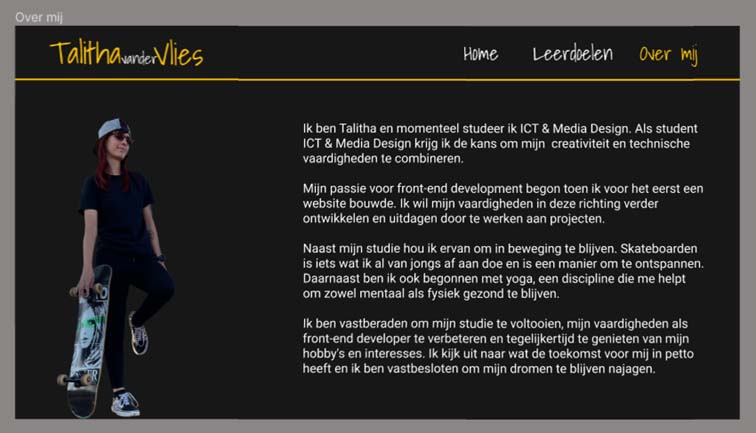 Over mij
TalithavanderVlies
Home Leerdoelen Over mij
Ik ben Talitha en momenteel studeer ik ICT & Media Design. Als student
ICT & Media Design krijg ik de kans om mijn  creativiteit en technische
vaardigheden te combineren.
Mijn passie voor front-end development begon toen ik voor het eerst een
website bouwde. Ik wil mijn vaardigheden in deze richting verder
ontwikkelen en uitdagen door te werken aan projecten.
Naast mijn studie hou ik ervan om in beweging te blijven. Skateboarden
is iets wat ik al van jongs af aan doe en is een manier om te ontspannen.
Daarnaast ben ik ook begonnen met yoga, een discipline die me helpt
om zowel mentaal als fysiek gezond te blijven.
Ik ben vastberaden om mijn studie te voltooien, mijn vaardigheden als
front-end developer te verbeteren en tegelijkertijd te genieten van mijn
hobby's en interesses. Ik kijk uit naar wat de toekomst voor mij in petto
heeft en ik ben vastbesloten om mijn dromen te blijven najagen.